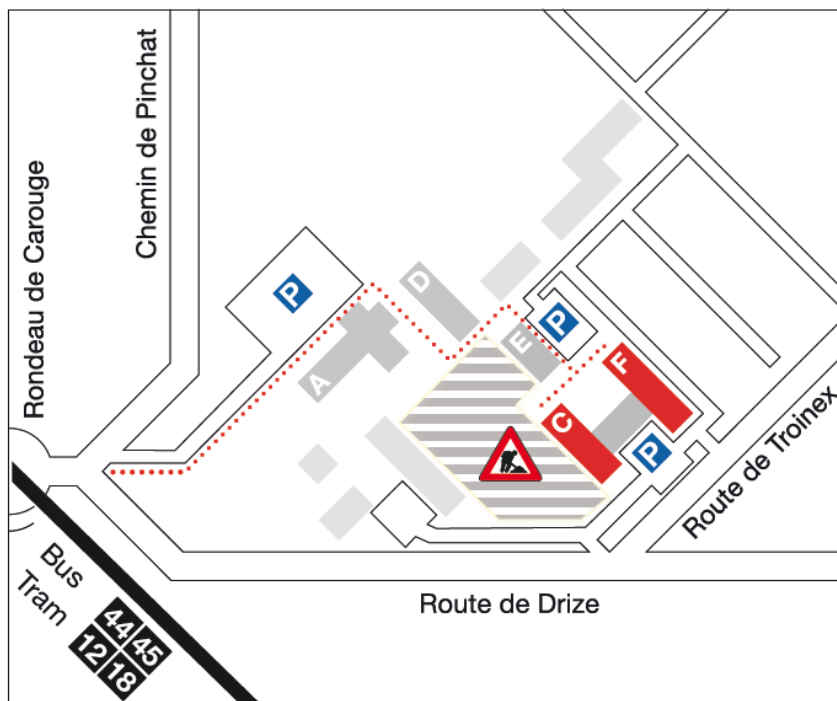 Rondeau de Carouge
Chemin de Pinchat
P
D
A
P
E
F
C
P
Route de Troinex
Route de Drize
Bus
Tram
44 45
12 18